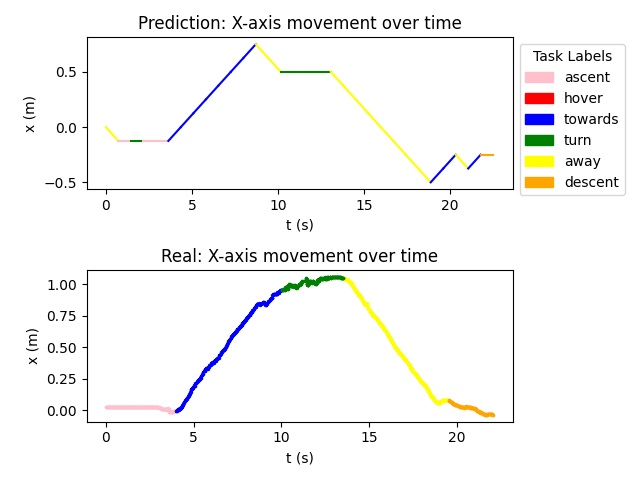 Prediction: X-axis movement over time
x (m)
0.5
0.0
−0.5
0
5
10
15
20
t (s)
Task Labels
ascent
hover
towards
turn
away
descent
Real: X-axis movement over time
x (m)
1.00
0.75
0.50
0.25
0.00
0
5
10
15
20
t (s)